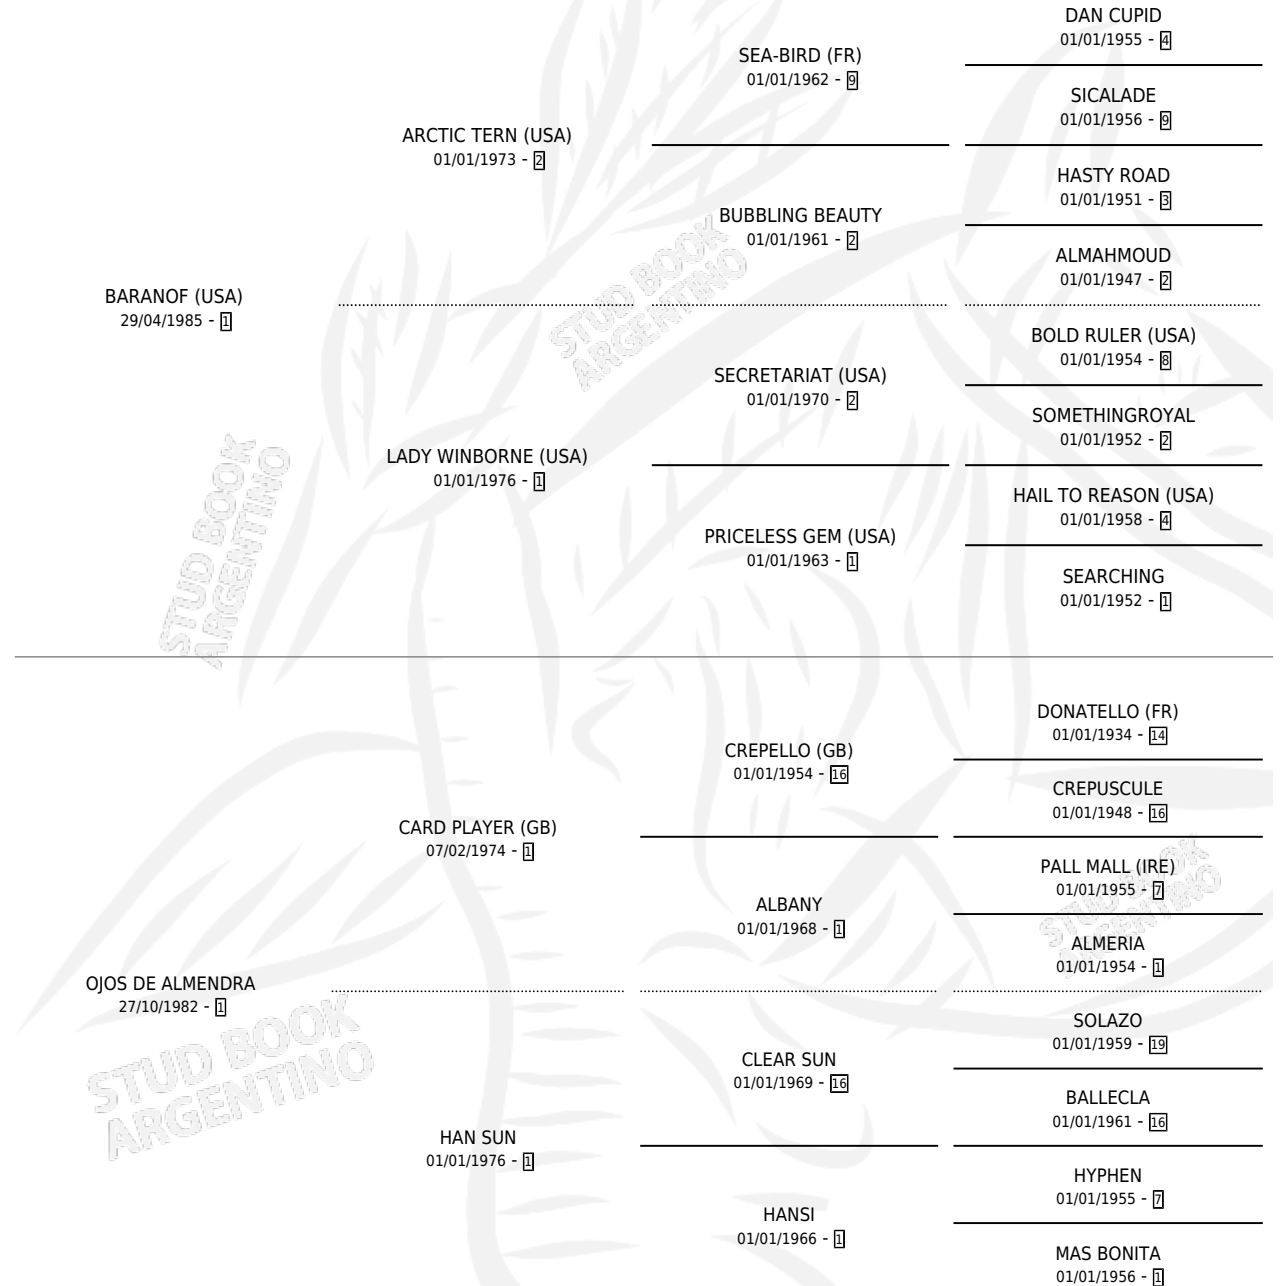 DAN CUPID
01/01/1955 - 4
SEA-BIRD (FR)
01/01/1962 - 9
SICALADE
01/01/1956 - 9
ARCTIC TERN (USA)
01/01/1973 - 2
HASTY ROAD
01/01/1951 - 3
BUBBLING BEAUTY
01/01/1961 - 2
ALMAHMOUD
01/01/1947 - 2
BARANOF (USA)
29/04/1985 - 1
BOLD RULER (USA)
01/01/1954 - 8
SECRETARIAT (USA)
01/01/1970 - 2
SOMETHINGROYAL
01/01/1952 - 2
LADY WINBORNE (USA)
01/01/1976 - 1
HAIL TO REASON (USA)
01/01/1958 - 4
PRICELESS GEM (USA)
01/01/1963 - 1
SEARCHING
01/01/1952 - 1
DONATELLO (FR)
01/01/1934 - 14
CREPELLO (GB)
01/01/1954 - 16
CREPUSCULE
01/01/1948 - 16
CARD PLAYER (GB)
07/02/1974 - 1
PALL MALL (IRE)
01/01/1955 - 7
ALBANY
01/01/1968 - 1
ALMERIA
01/01/1954 - 1
OJOS DE ALMENDRA
27/10/1982 - 1
SOLAZO
01/01/1959 - 19
CLEAR SUN
01/01/1969 - 16
BALLECLA
01/01/1961 - 16
HAN SUN
01/01/1976 - 1
HYPHEN
01/01/1955 - 7
HANSI
01/01/1966 - 1
MAS BONITA
01/01/1956 - 1
STUD BOOK
ARGENTINO
STUD BOOK
ARGENTINO
STUD BOOK
ARGENTINO
STUD BOOK
ARGENTINO